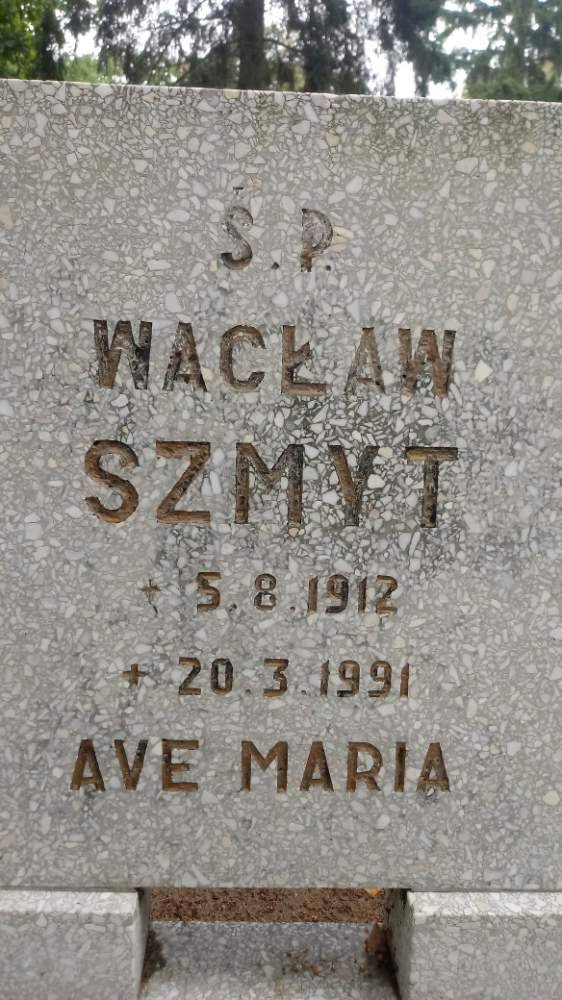 Ś.P.
WACŁAW
SZMYT
* 5.8.1912
+ 20.3.1991
AVE MARIA